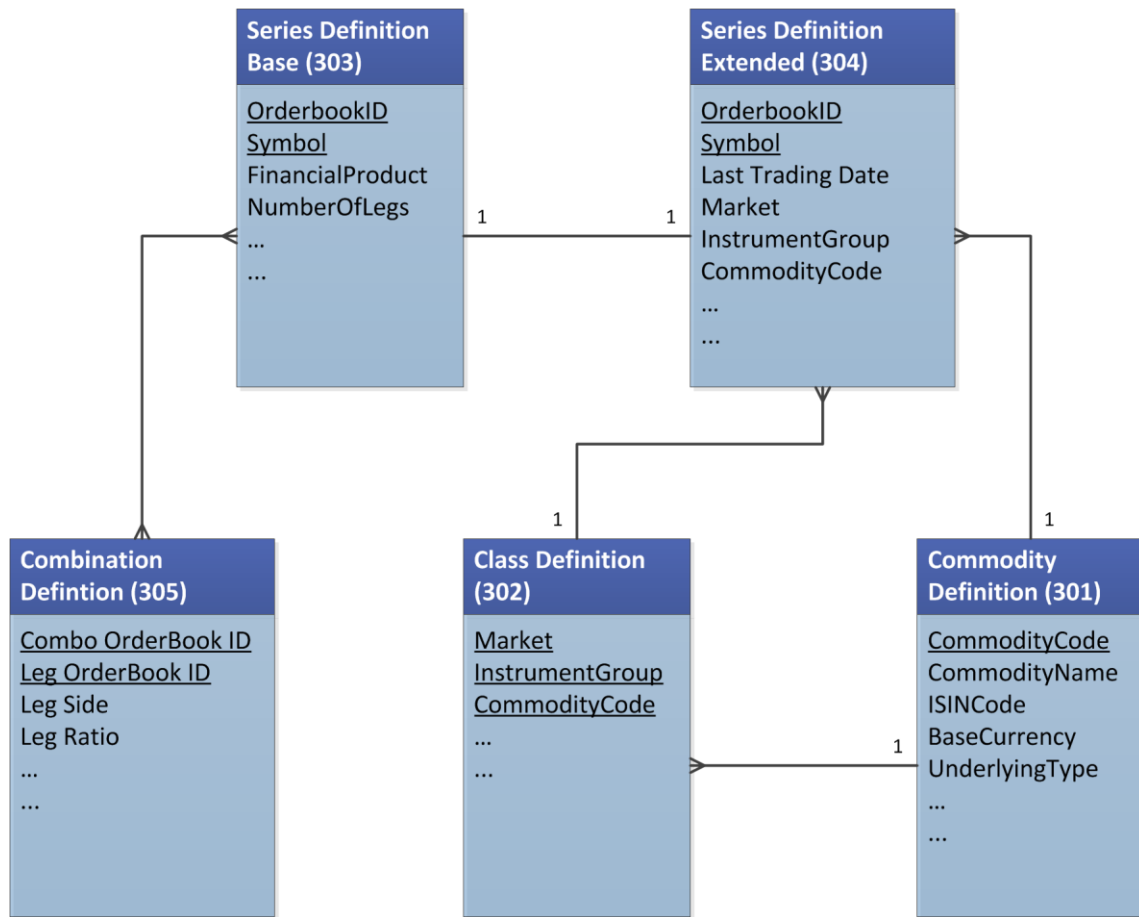 Series Definition
Base (303)
OrderbookID
Symbol
FinancialProduct
NumberOfLegs
...
...
1
1
Series Definition
Extended (304)
OrderbookID
Symbol
Last Trading Date
Market
InstrumentGroup
CommodityCode
...
...
1
1
Combination
Defintion (305)
Combo OrderBook ID
Leg OrderBook ID
Leg Side
Leg Ratio
...
...
Class Definition
(302)
Market
InstrumentGroup
CommodityCode
...
...
1
Commodity
Definition (301)
CommodityCode
CommodityName
ISINCode
BaseCurrency
UnderlyingType
...
...